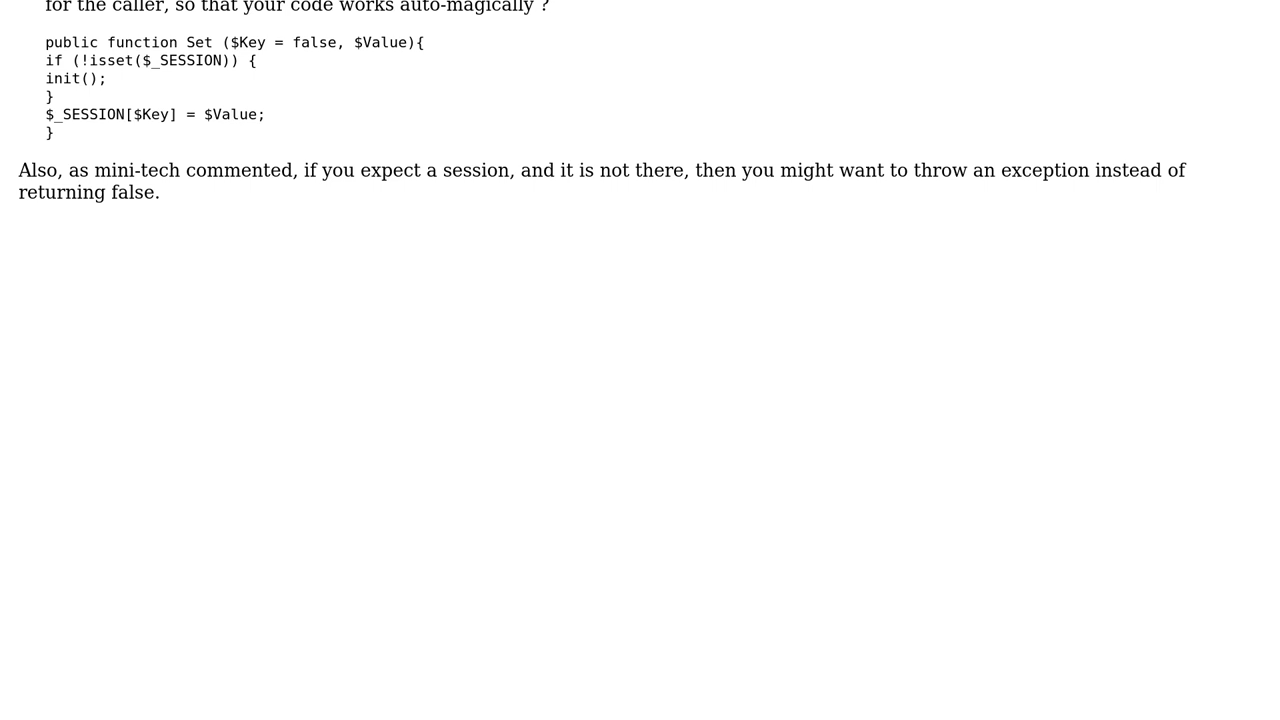 for the caller, so that your code works auto-magically ?
public function Set ($Key = false, $Value){
if (!isset($_SESSION)) {
init();
}
$_SESSION[$Key] = $Value;
}
Also, as mini-tech commented, if you expect a session, and it is not there, then you might want to throw an exception instead of
returning false.